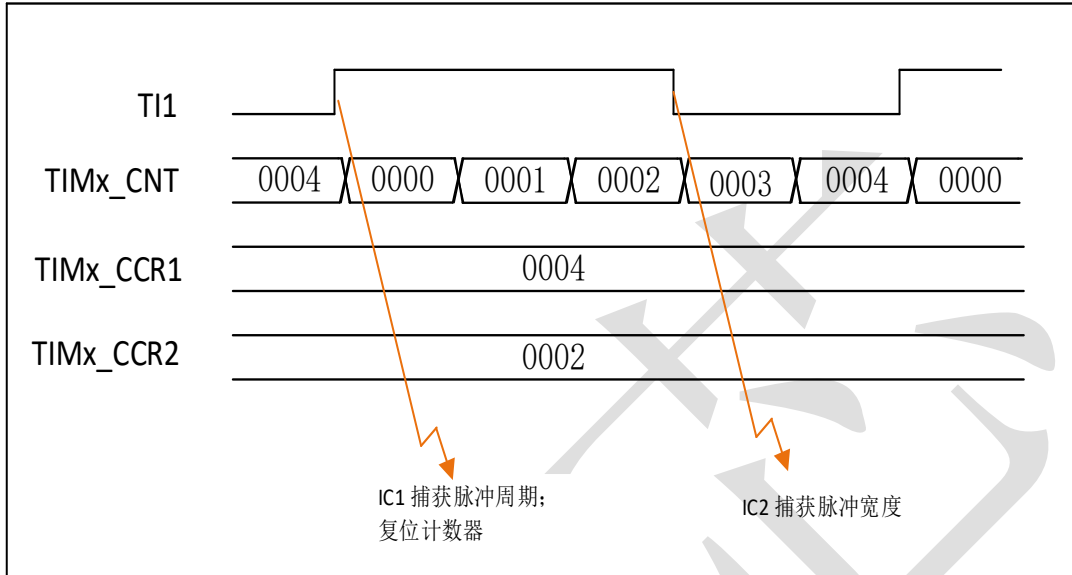 TI1
TIMx_CNT 0004 0000 0001 0002 0003 0004 0000
TIMx_CCR1 0004
TIMx_CCR2 0002
IC1 捕获脉冲周期;
复位计数器
IC2 捕获脉冲宽度